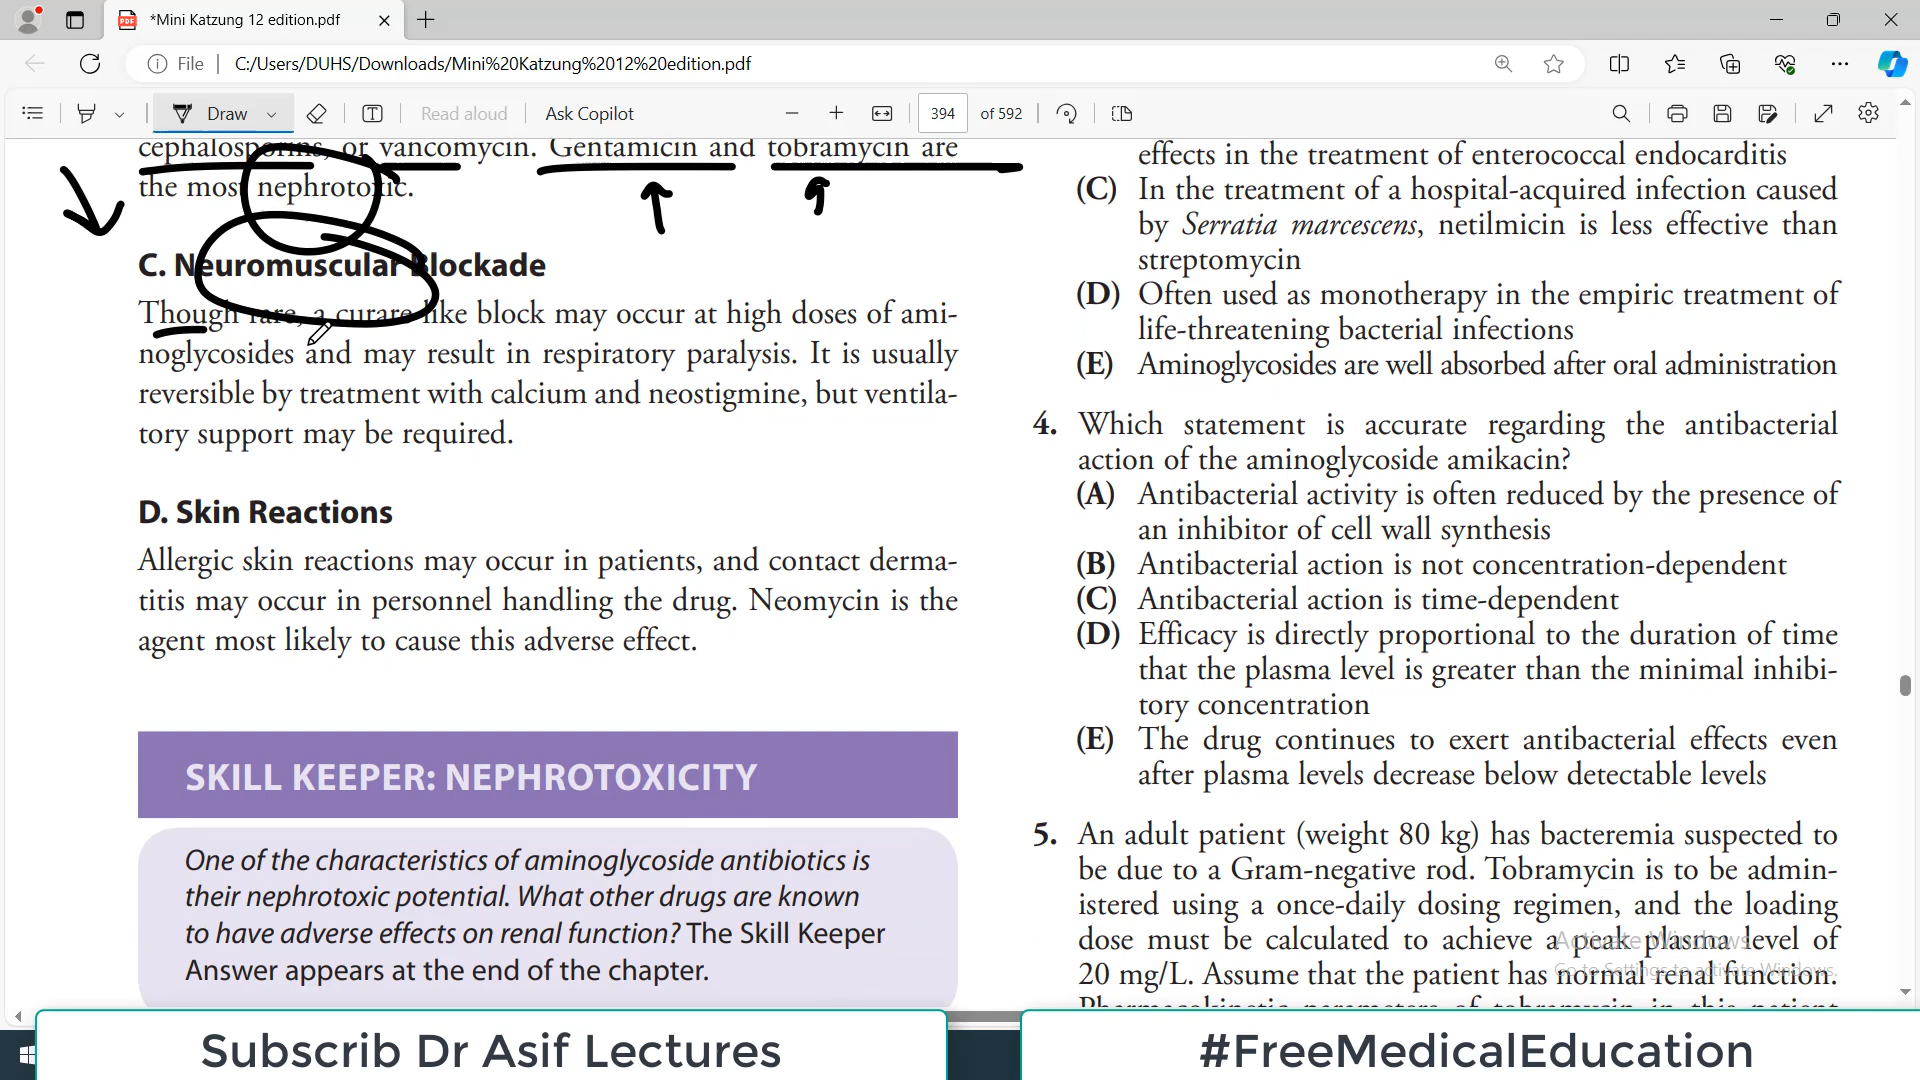 *Mini Katzung 12 edition.pdf
File
C:/Users/DUHS/Downloads/Mini%20Katzung%2012%20edition.pdf
Draw
Read aloud
Ask Copilot
394
of 592
cephalosporins, or vancomycin. Gentamicin and tobramycin are
the most nephrotoxic.
C. Neuromuscular Blockade
Though rare, a curare-like block may occur at high doses of ami-
noglycosides and may result in respiratory paralysis. It is usually
reversible by treatment with calcium and neostigmine, but ventila-
tory support may be required.
D. Skin Reactions
Allergic skin reactions may occur in patients, and contact derma-
titis may occur in personnel handling the drug. Neomycin is the
agent most likely to cause this adverse effect.
SKILL KEEPER: NEPHROTOXICITY
One of the characteristics of aminoglycoside antibiotics is
their nephrotoxic potential. What other drugs are known
to have adverse effects on renal function? The Skill Keeper
Answer appears at the end of the chapter.
effects in the treatment of enterococcal endocarditis
(C) In the treatment of a hospital-acquired infection caused
by Serratia marcescens, netilmicin is less effective than
streptomycin
(D) Often used as monotherapy in the empiric treatment of
life-threatening bacterial infections
(E) Aminoglycosides are well absorbed after oral administration
4. Which statement is accurate regarding the antibacterial
action of the aminoglycoside amikacin?
(A) Antibacterial activity is often reduced by the presence of
an inhibitor of cell wall synthesis
(B) Antibacterial action is not concentration-dependent
(C) Antibacterial action is time-dependent
(D) Efficacy is directly proportional to the duration of time
that the plasma level is greater than the minimal inhibi-
tory concentration
(E) The drug continues to exert antibacterial effects even
after plasma levels decrease below detectable levels
5. An adult patient (weight 80 kg) has bacteremia suspected to
be due to a Gram-negative rod. Tobramycin is to be admin-
istered using a once-daily dosing regimen, and the loading
dose must be calculated to achieve a peak plasma level of
20 mg/L. Assume that the patient has normal renal function.
Pharmacokinetic parameters of tobramycin in this patient
Activate Windows
Go to Settings to activate Windows.
Subscrib Dr Asif Lectures
#FreeMedicalEducation